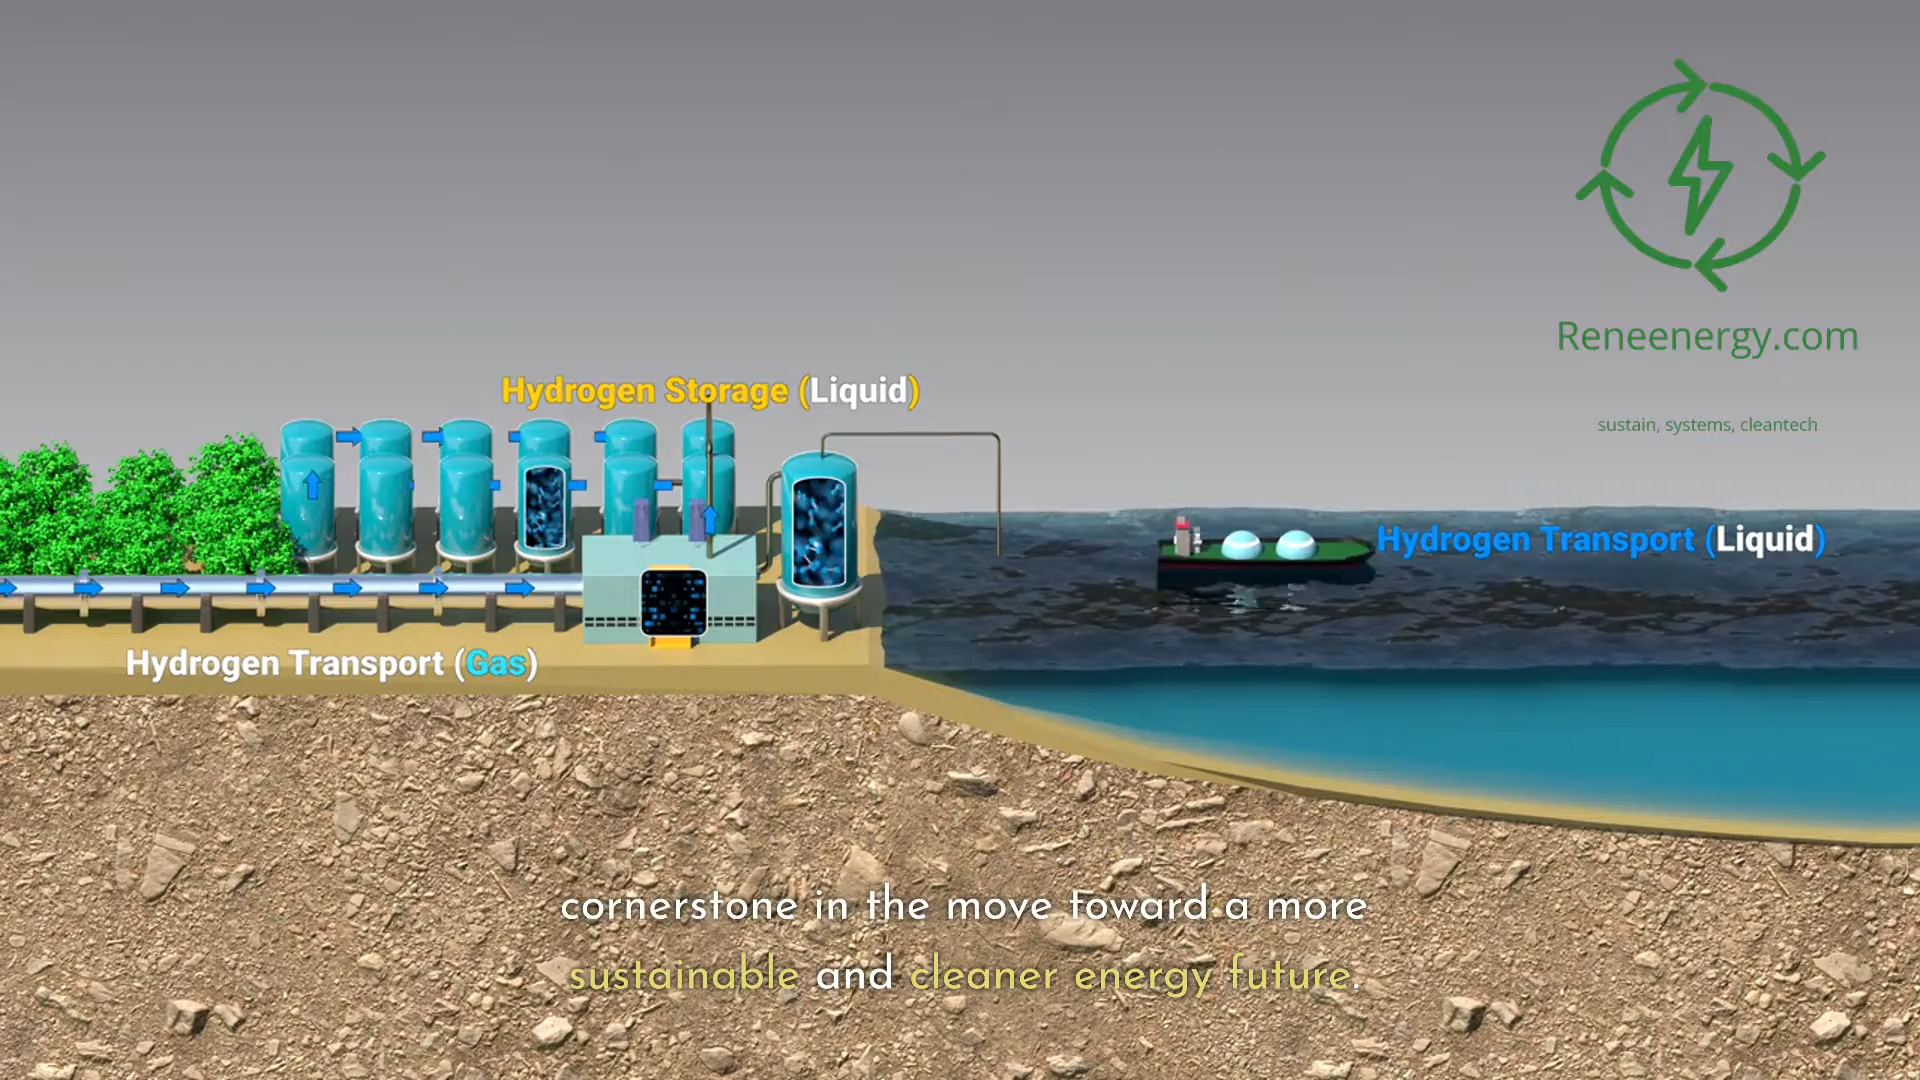 Reneenergy.com
sustain, systems, cleantech
Hydrogen Storage (Liquid)
Hydrogen Transport (Liquid)
Hydrogen Transport (Gas)
cornerstone in the move toward a more
sustainable and cleaner energy future.